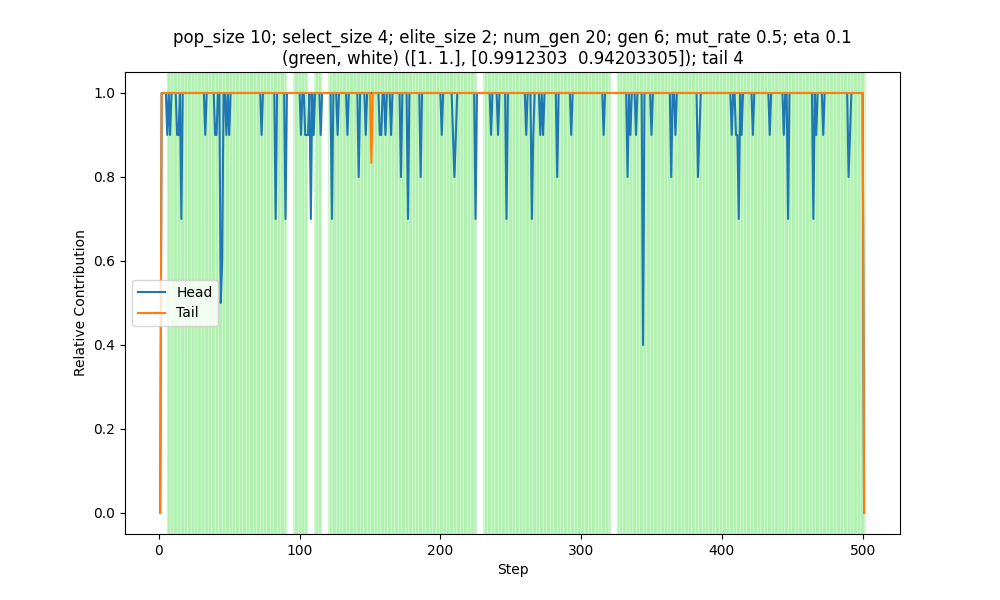 pop_size 10; select_size 4; elite_size 2; num_gen 20; gen 6; mut_rate 0.5; eta 0.1
(green, white) ([1. 1.], [0.9912303  0.94203305]); tail 4
1.0
0.8
0.6
0.4
0.2
0.0
Relative Contribution
Head
Tail
0
100
200
300
400
500
Step